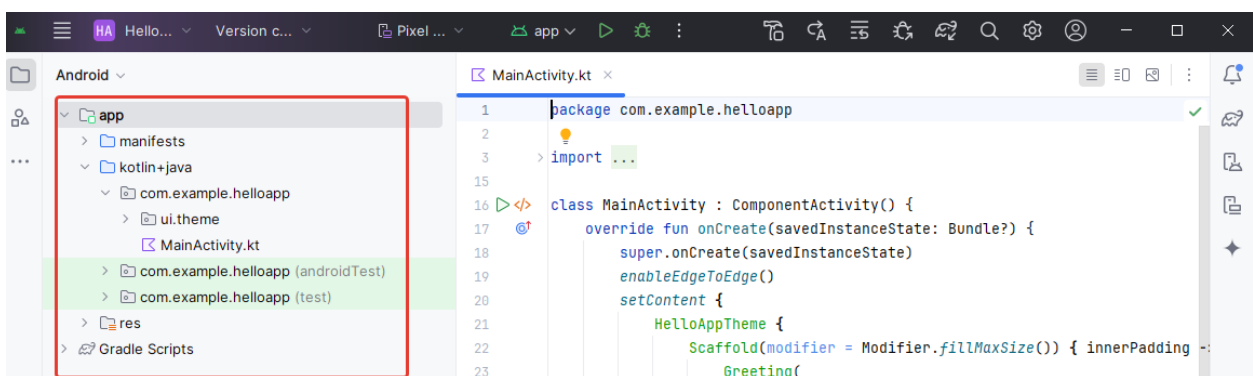 HA Hello... Version c... Pixel ... app
Android
MainActivity.kt
app
manifests
kotlin+java
com.example.helloapp
ui.theme
MainActivity.kt
com.example.helloapp (androidTest)
com.example.helloapp (test)
res
Gradle Scripts
1 package com.example.helloapp
2
3 import ...
15
16 class MainActivity : ComponentActivity() {
17 override fun onCreate(savedInstanceState: Bundle?) {
18 super.onCreate(savedInstanceState)
19 enableEdgeToEdge()
20 setContent {
21 HelloAppTheme {
22 Scaffold(modifier = Modifier.fillMaxSize()) { innerPadding -
23 Greeting(